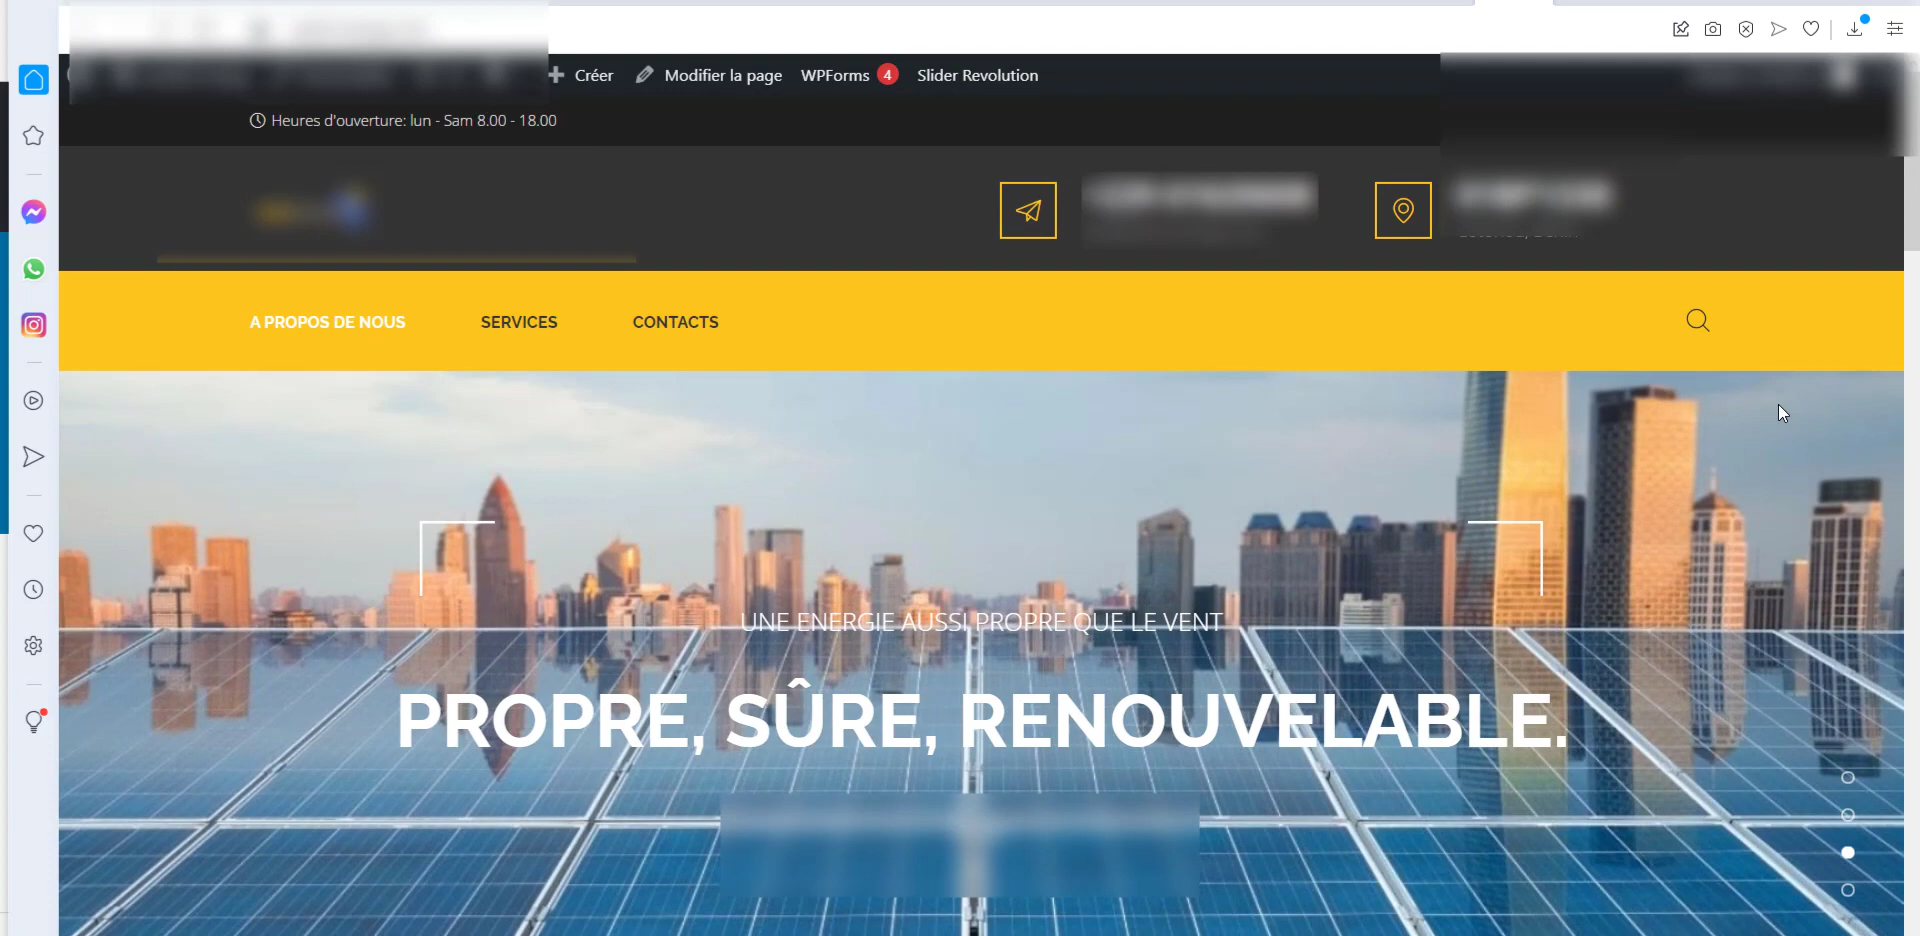 Créer Modifier la page WPForms 4 Slider Revolution
Heures d'ouverture: lun - Sam 8.00 - 18.00
A PROPOS DE NOUS SERVICES CONTACTS
UNE ENERGIE AUSSI PROPRE QUE LE VENT
PROPRE, SÛRE, RENOUVELABLE.